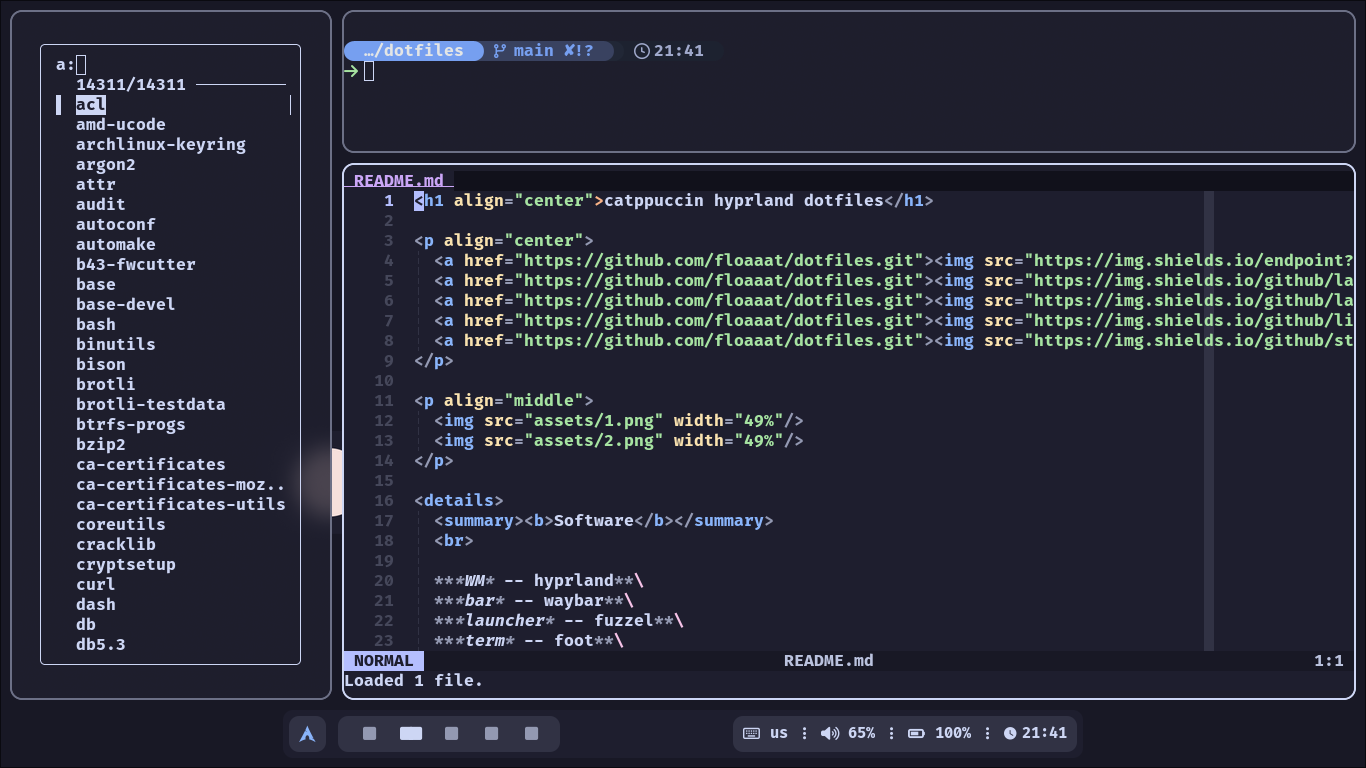 a:
14311/14311
acl
amd-ucode
archlinux-keyring
argon2
attr
audit
autoconf
automake
b43-fwcutter
base
base-devel
bash
binutils
bison
brotli
brotli-testdata
btrfs-progs
bzip2
ca-certificates
ca-certificates-moz..
ca-certificates-utils
coreutils
cracklib
cryptsetup
curl
dash
db
db5.3
…/dotfiles main ✘!? 21:41
→
README.md
1 <h1 align="center">catppuccin hyprland dotfiles</h1>
2
3 <p align="center">
4 <a href="https://github.com/floaaat/dotfiles.git"><img src="https://img.shields.io/endpoint?
5 <a href="https://github.com/floaaat/dotfiles.git"><img src="https://img.shields.io/github/la
6 <a href="https://github.com/floaaat/dotfiles.git"><img src="https://img.shields.io/github/la
7 <a href="https://github.com/floaaat/dotfiles.git"><img src="https://img.shields.io/github/li
8 <a href="https://github.com/floaaat/dotfiles.git"><img src="https://img.shields.io/github/st
9 </p>
10
11 <p align="middle">
12 <img src="assets/1.png" width="49%"/>
13 <img src="assets/2.png" width="49%"/>
14 </p>
15
16 <details>
17 <summary><b>Software</b></summary>
18 <br>
19
20 ***WM* -- hyprland**\
21 ***bar* -- waybar**\
22 ***launcher* -- fuzzel**\
23 ***term* -- foot**\
NORMAL README.md 1:1
Loaded 1 file.
us 65% 100% 21:41